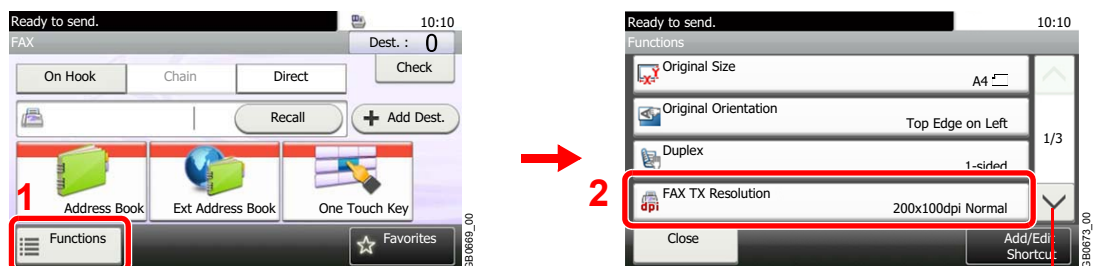 Ready to send.
10:10
FAX
Dest. : 0
On Hook
Chain
Direct
Check
Recall
Add Dest.
Address Book
Ext Address Book
One Touch Key
1
Functions
Favorites
GB0669_00
Ready to send.
10:10
Functions
Original Size
A4
Original Orientation
Top Edge on Left
1/3
Duplex
1-sided
2
dpi
FAX TX Resolution
200x100dpi Normal
Close
Add/Edit
Shortcut
GB0673_00